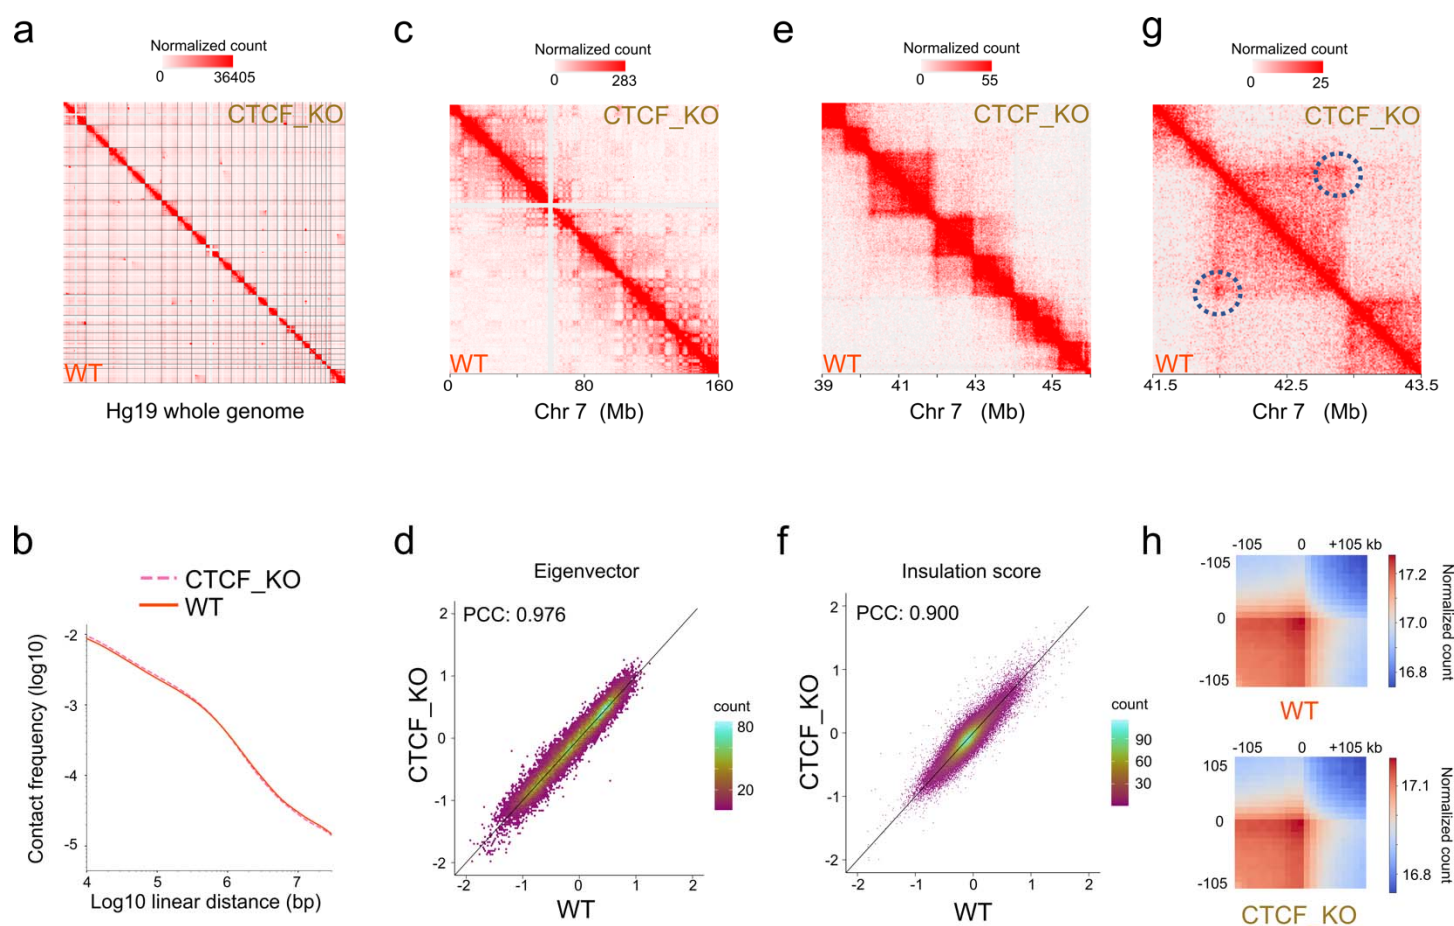 a
Normalized count
0 36405
CTCF_KO
WT
Hg19 whole genome
c
Normalized count
0 283
CTCF_KO
WT
0 80 160
Chr 7 (Mb)
e
Normalized count
0 55
CTCF_KO
WT
39 41 43 45
Chr 7 (Mb)
g
Normalized count
0 25
CTCF_KO
WT
41.5 42.5 43.5
Chr 7 (Mb)
b
CTCF_KO
WT
Contact frequency (log10)
-2
-3
-4
-5
4 5 6 7
Log10 linear distance (bp)
d
Eigenvector
PCC: 0.976
CTCF_KO
2
1
0
-1
-2
-2 -1 0 1 2
WT
count
80
20
f
Insulation score
PCC: 0.900
CTCF_KO
2
1
0
-1
-2
-2 -1 0 1 2
WT
count
90
60
30
h
-105 0 +105 kb
-105
0
-105
17.2
17.0
16.8
Normalized count
WT
-105 0 +105 kb
105
0
-105
17.1
16.8
Normalized count
CTCF_KO